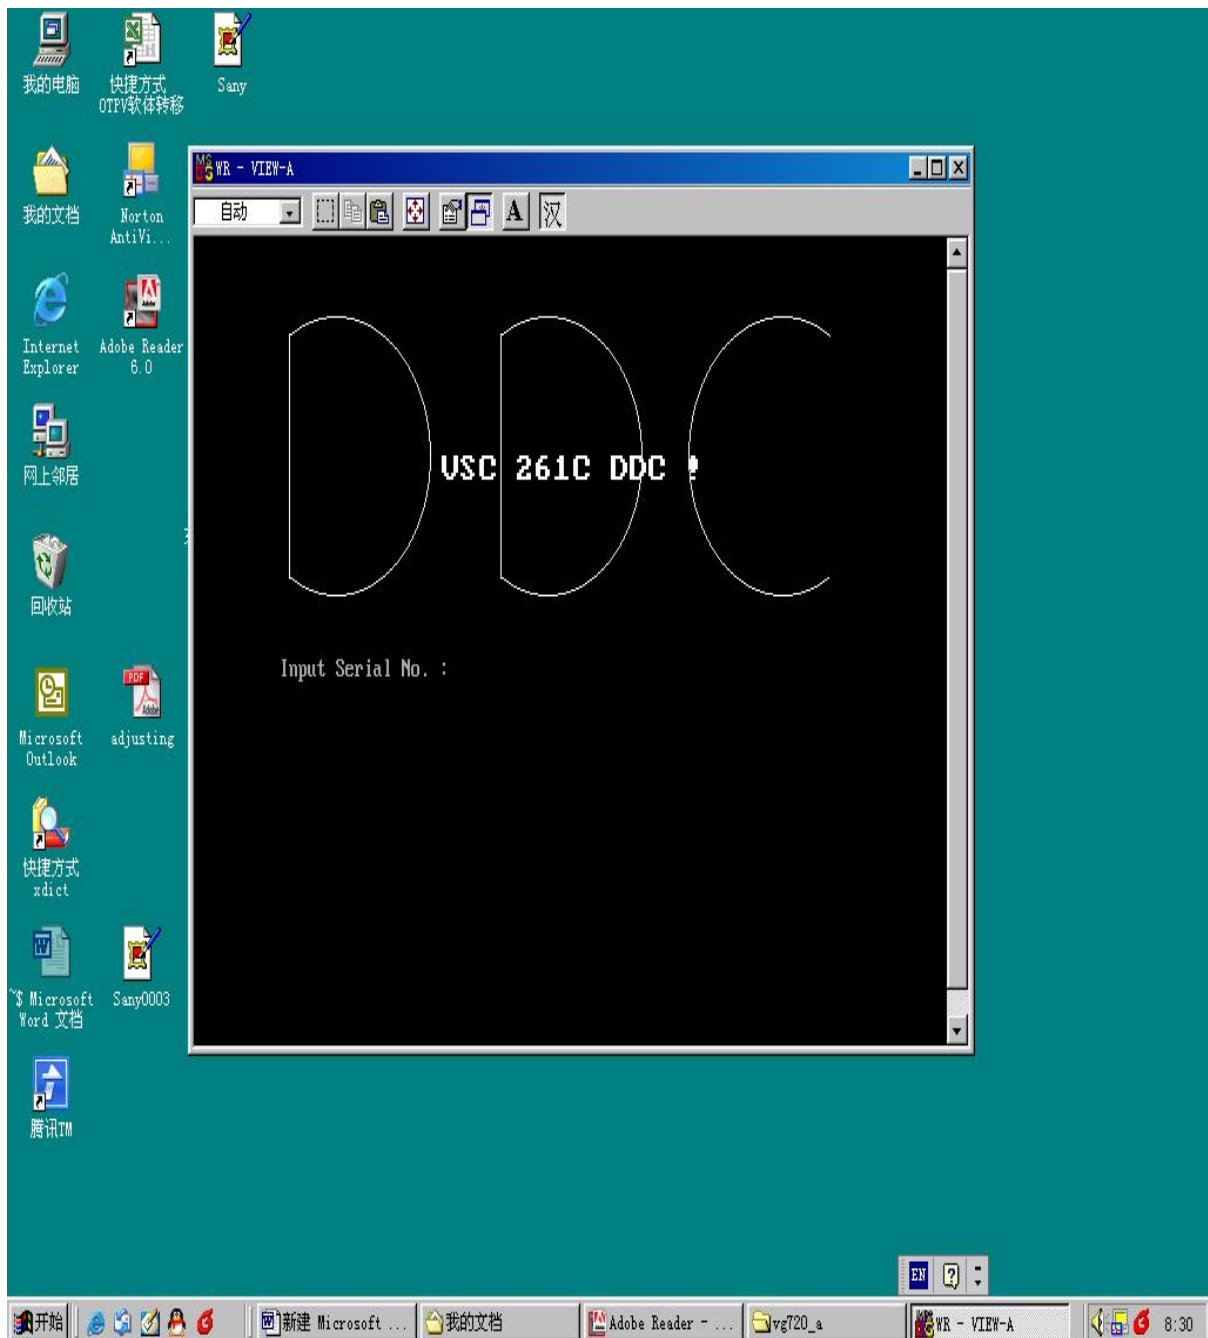 我的电脑
快捷方式
OTPV软体转移
Sany
我的文档
Norton
AntiVi...
Internet
Explorer
Adobe Reader
6.0
网上邻居
回收站
Microsoft
Outlook
adjusting
快捷方式
xdict
~$ Microsoft
Word 文档
Sany0003
腾讯TM
WR - VIEW-A
自动
A
汉
DDC
VSC 261C DDC !
Input Serial No. :
EN
开始
新建 Microsoft ...
我的文档
Adobe Reader - ...
vg720_a
WR - VIEW-A
8:30